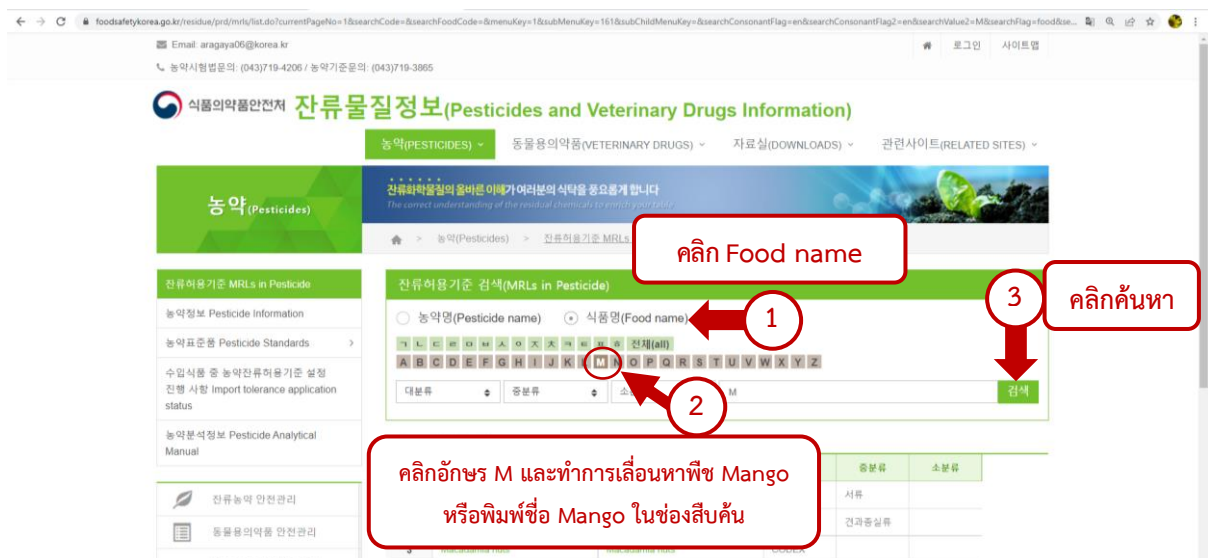 foodsafetykorea.go.kr/residue/prd/mrls/list.do?currentPageNo=1&searchCode=&searchFoodCode=&menuKey=1&subMenuKey=161&subChildMenuKey=&searchConsonantFlag=en&searchConsonantFlag2=en&searchValue2=M&searchFlag=food&se...
Email: aragaya06@korea.kr
로그인 사이트맵
농약시험법문의: (043)719-4206 / 농약기준문의: (043)719-3865
식품의약품안전처 잔류물질정보(Pesticides and Veterinary Drugs Information)
농약(PESTICIDES) 동물용의약품(VETERINARY DRUGS) 자료실(DOWNLOADS) 관련사이트(RELATED SITES)
농약(Pesticides)
잔류화학물질의 올바른 이해가 여러분의 식탁을 풍요롭게 합니다
The correct understanding of the residual chemicals to enrich your table
> 농약(Pesticides) > 잔류허용기준 MRLs
คลิก Food name
잔류허용기준 MRLs in Pesticide
농약정보 Pesticide Information
농약표준품 Pesticide Standards >
수입식품 중 농약잔류허용기준 설정
진행 사항 Import tolerance application
status
농약분석정보 Pesticide Analytical
Manual
잔류농약 안전관리
동물용의약품 안전관리
잔류허용기준 검색(MRLs in Pesticide)
3
คลิกค้นหา
농약명(Pesticide name) 식품명(Food name)
1
ㄱ ㄴ ㄷ ㄹ ㅁ ㅂ ㅅ ㅇ ㅈ ㅊ ㅋ ㅌ ㅍ ㅎ 전체(all)
A B C D E F G H I J K M N O P Q R S T U V W X Y Z
대분류 중분류 M 검색
2
คลิกอักษร M และทำการเลื่อนหาพืช Mango
หรือพิมพ์ชื่อ Mango ในช่องสืบค้น
중분류 소분류
서류
견과종실류
Macadamia nuts Macadamia nuts CODEX